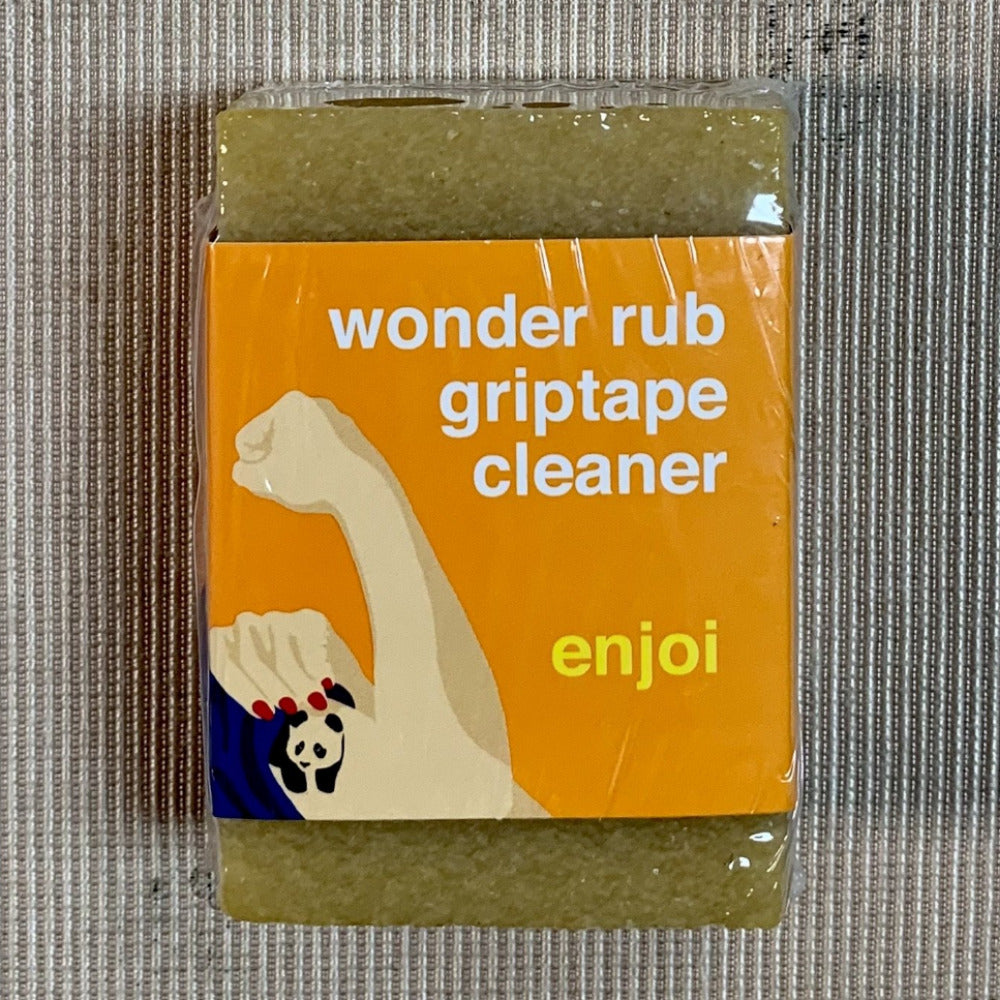 wonder rub
griptape
cleaner
enjoi